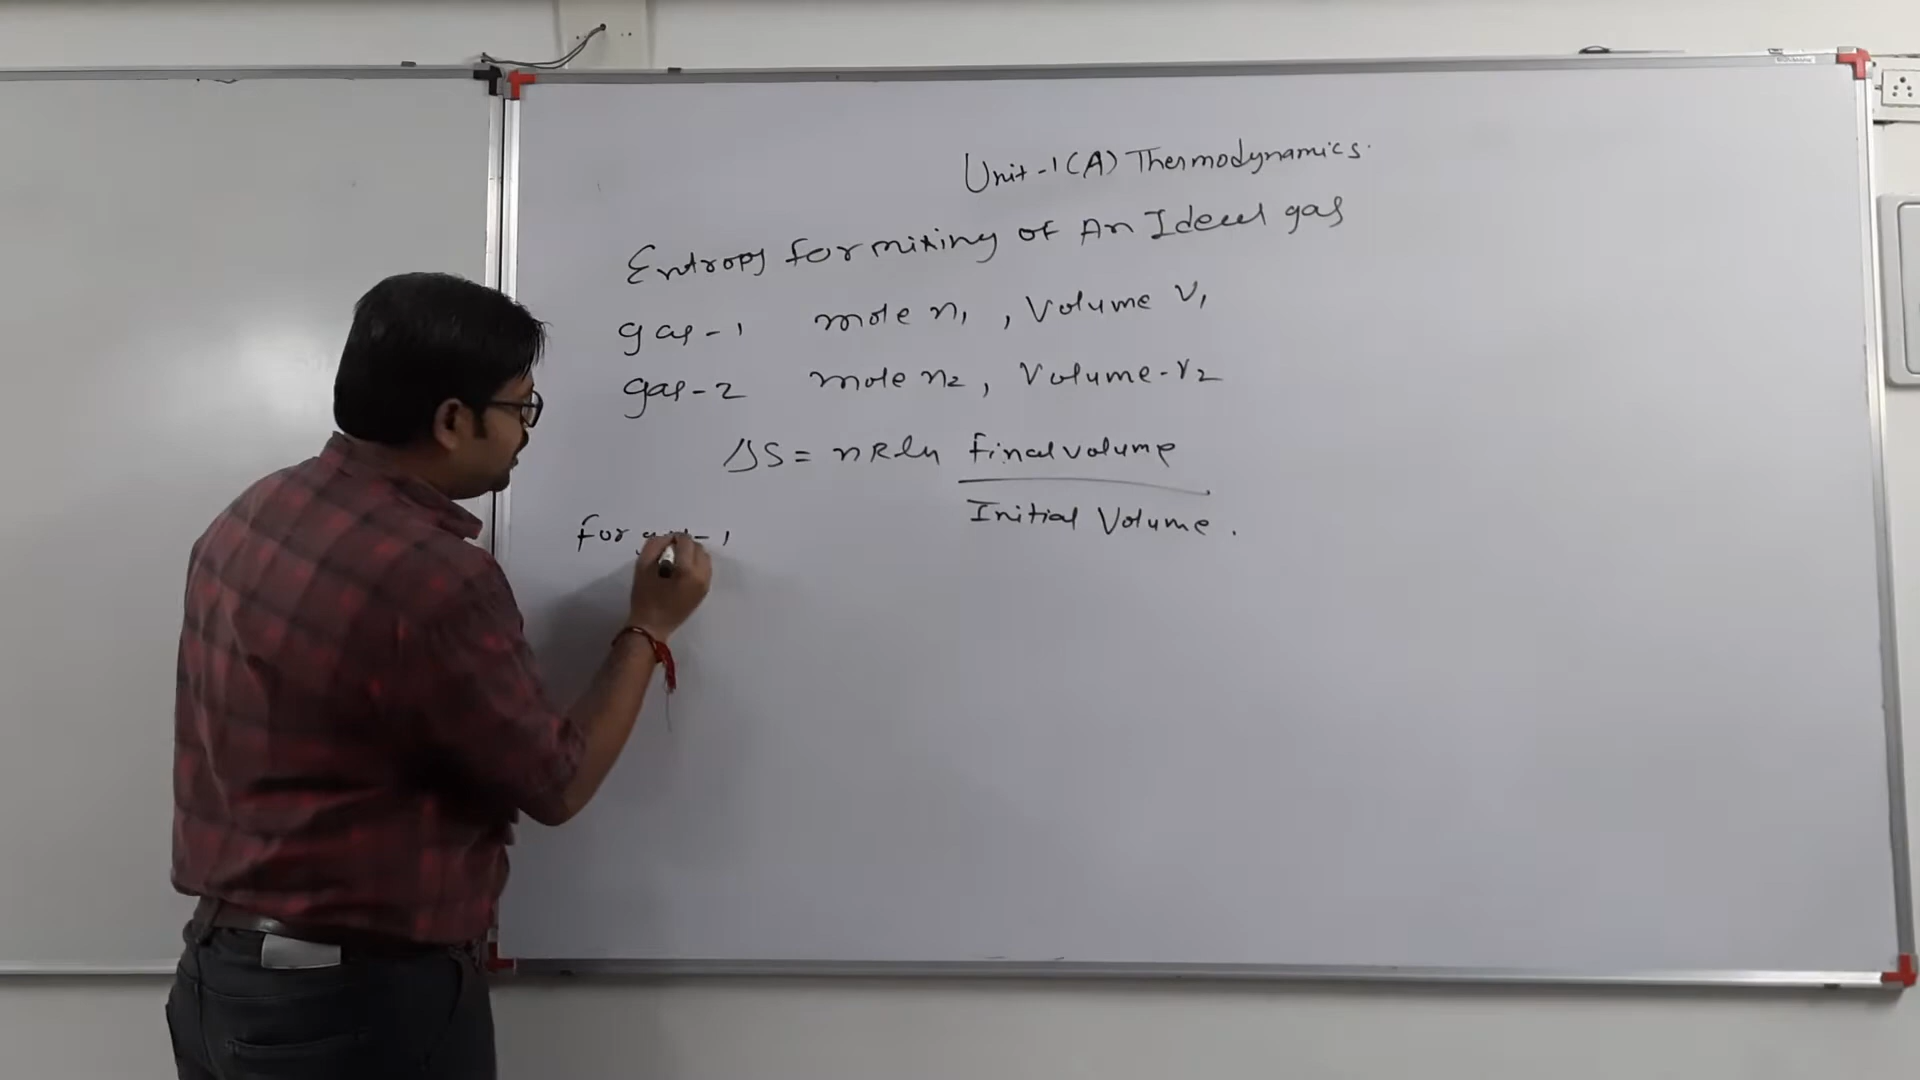 Unit-1(A) Thermodynamics.
Entropy for mixing of An Ideal gas
gas-1 mole n₁, Volume V₁
gas-2 mole n₂, Volume-V₂
ΔS = nRln final volume
Initial Volume.
for gas-1